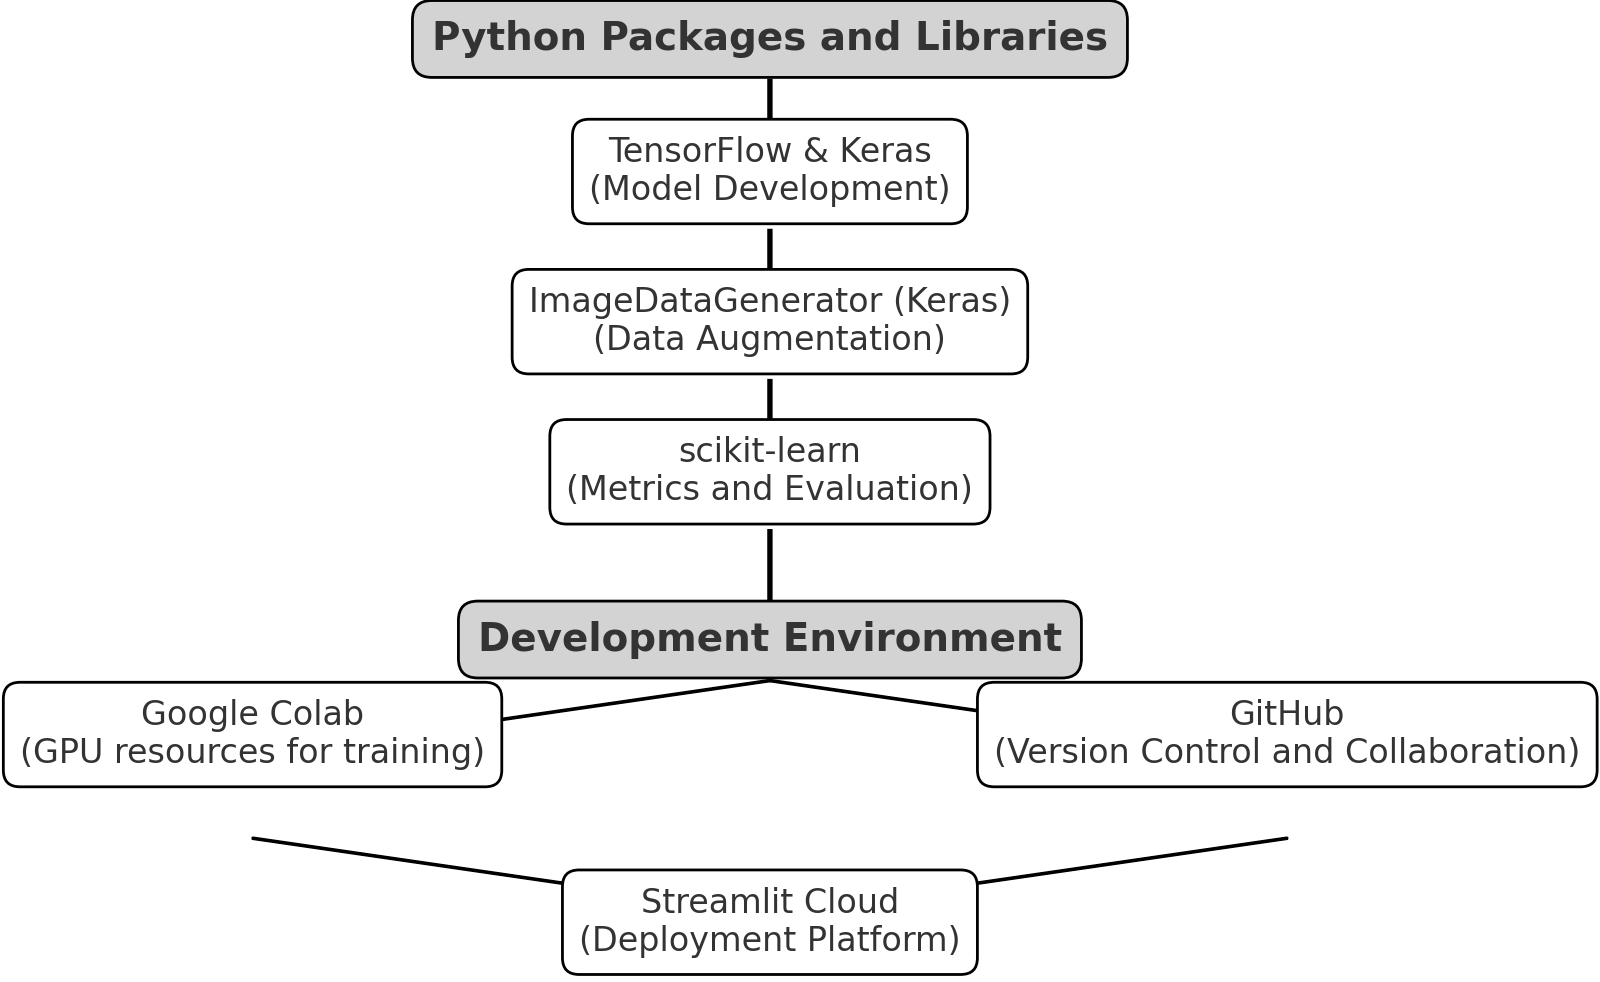 Python Packages and Libraries
TensorFlow & Keras
(Model Development)
ImageDataGenerator (Keras)
(Data Augmentation)
scikit-learn
(Metrics and Evaluation)
Development Environment
Google Colab
(GPU resources for training)
GitHub
(Version Control and Collaboration)
Streamlit Cloud
(Deployment Platform)